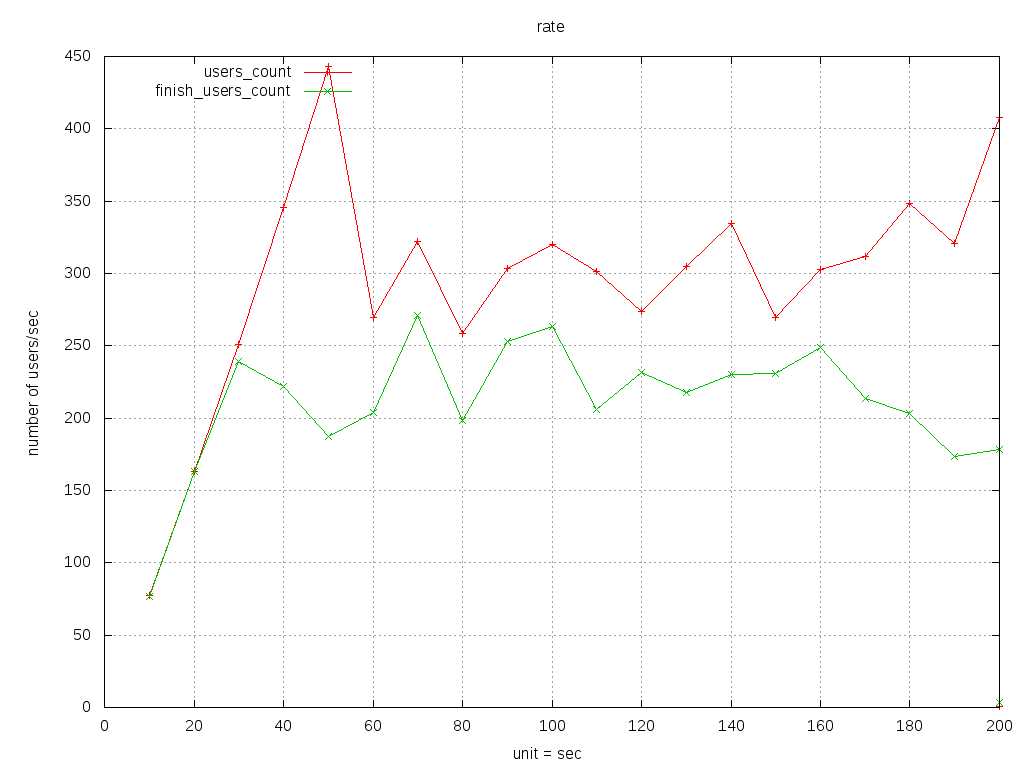 rate
users_count
finish_users_count
450
400
350
300
250
200
150
100
50
0
number of users/sec
0 20 40 60 80 100 120 140 160 180 200
unit = sec